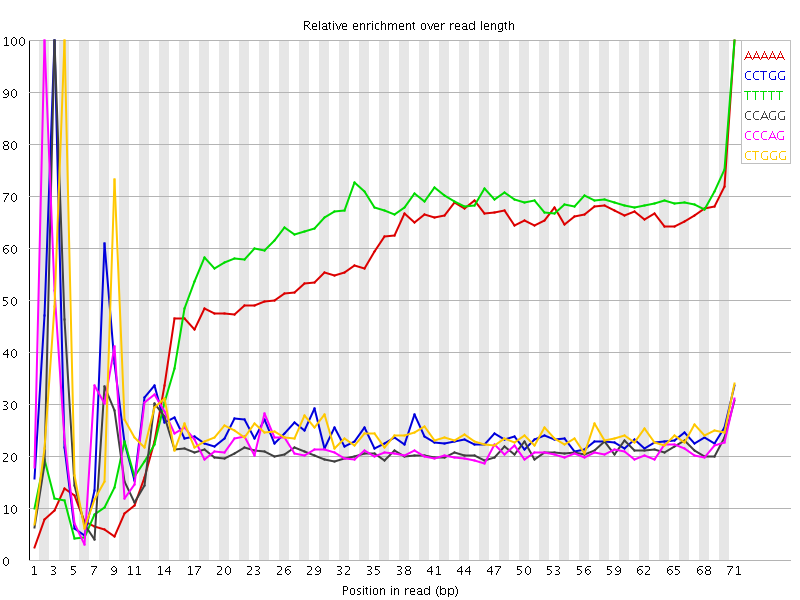 Relative enrichment over read length
100
90
80
70
60
50
40
30
20
10
0
AAAAA
CCTGG
TTTTT
CCAGG
CCCAG
CTGGG
1 3 5 7 9 11 14 17 20 23 26 29 32 35 38 41 44 47 50 53 56 59 62 65 68 71
Position in read (bp)